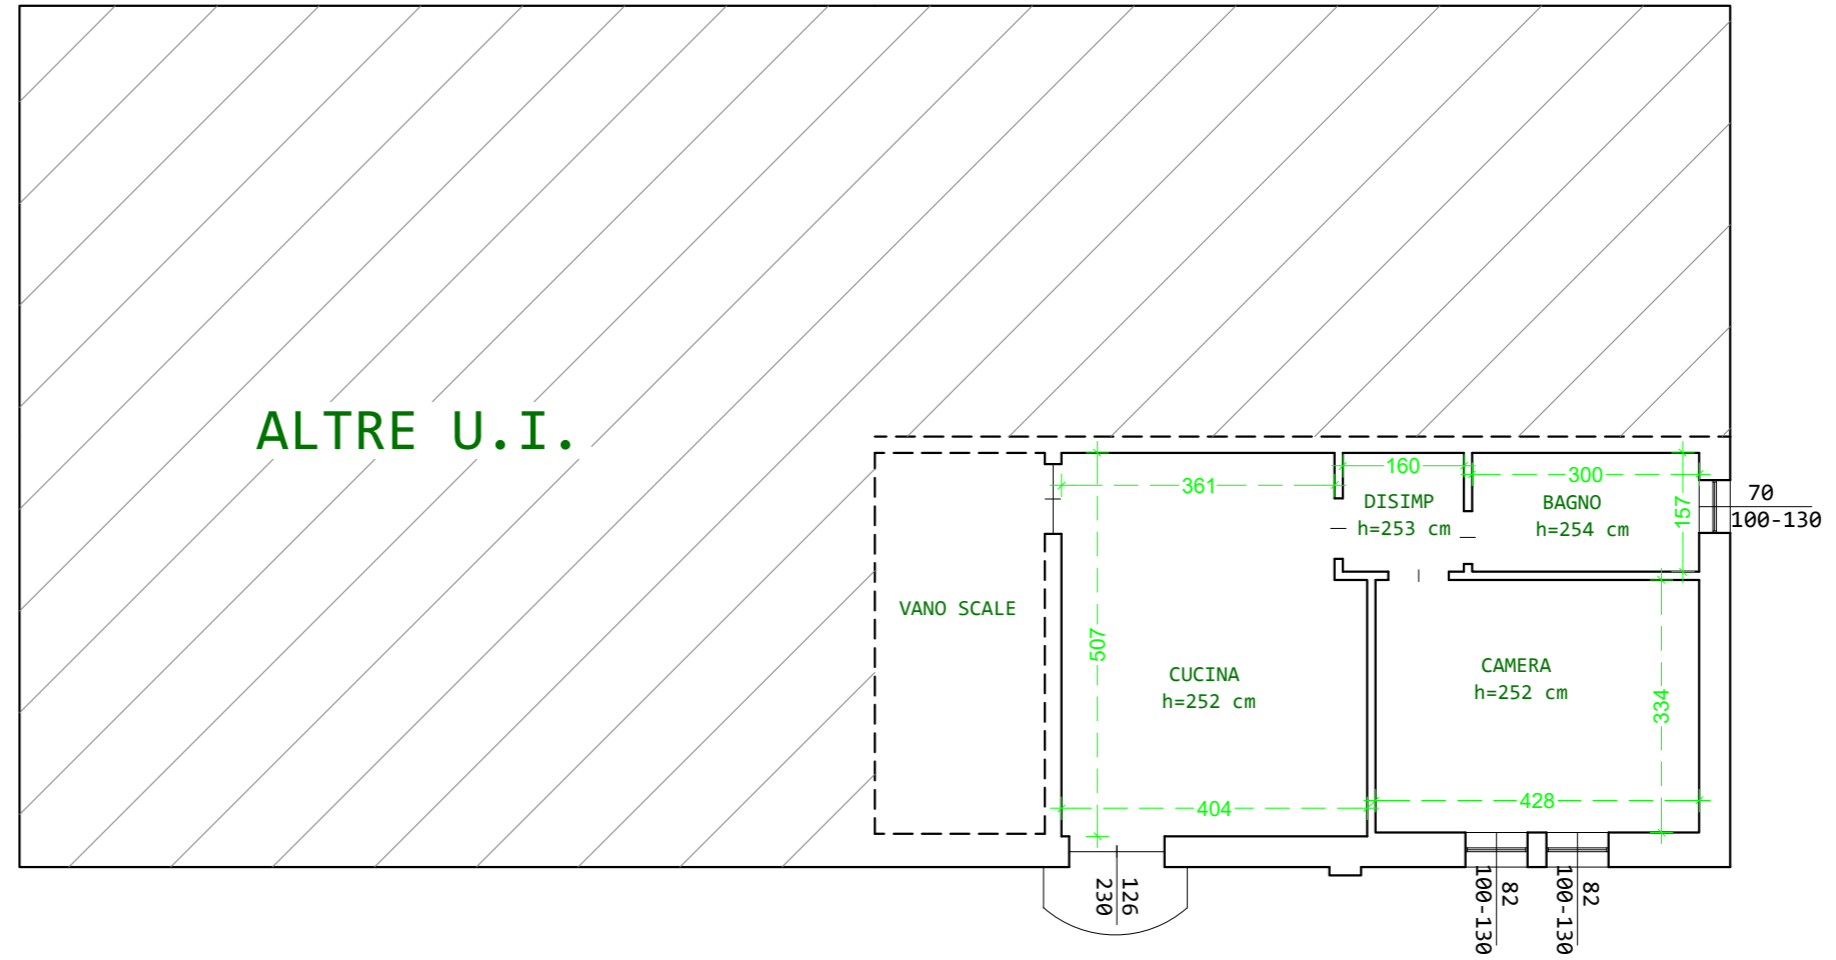 ALTRE U.I.
160
361
300
DISIMP
h=253 cm
BAGNO
h=254 cm
157
70
100-130
VANO SCALE
507
CUCINA
h=252 cm
CAMERA
h=252 cm
334
404
428
126
230
82
100-130
82
100-130